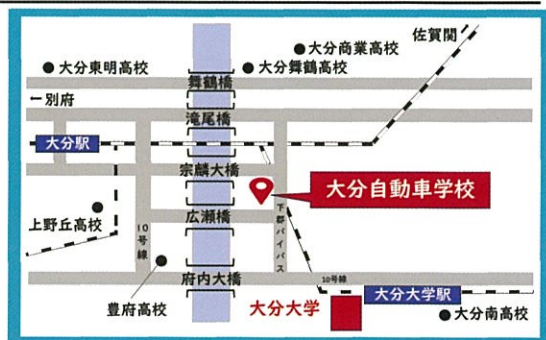 佐賀関
大分商業高校
大分東明高校
大分舞鶴高校
舞鶴橋
←別府
滝尾橋
大分駅
宗麟大橋
大分自動車学校
上野丘高校
広瀬橋
10号線
下郡バイパス
府内大橋
10号線
豊府高校
大分大学
大分大学駅
大分南高校